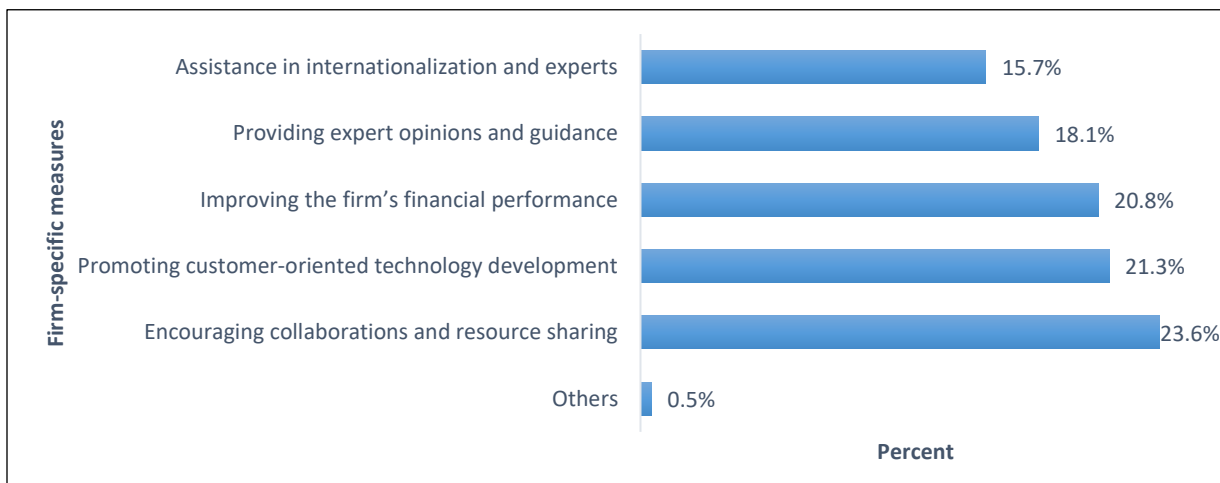 Firm-specific measures
Assistance in internationalization and experts 15.7%
Providing expert opinions and guidance 18.1%
Improving the firm’s financial performance 20.8%
Promoting customer-oriented technology development 21.3%
Encouraging collaborations and resource sharing 23.6%
Others 0.5%
Percent